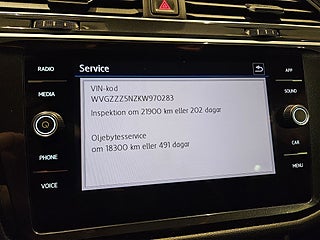 Service
RADIO
MEDIA
PHONE
VOICE
VIN-kod
WVGZZZ5NZKW970283
Inspektion om 21900 km eller 202 dagar
Oljebytesservice
om 18300 km eller 491 dagar
APP
SOUND
CAR
MENU